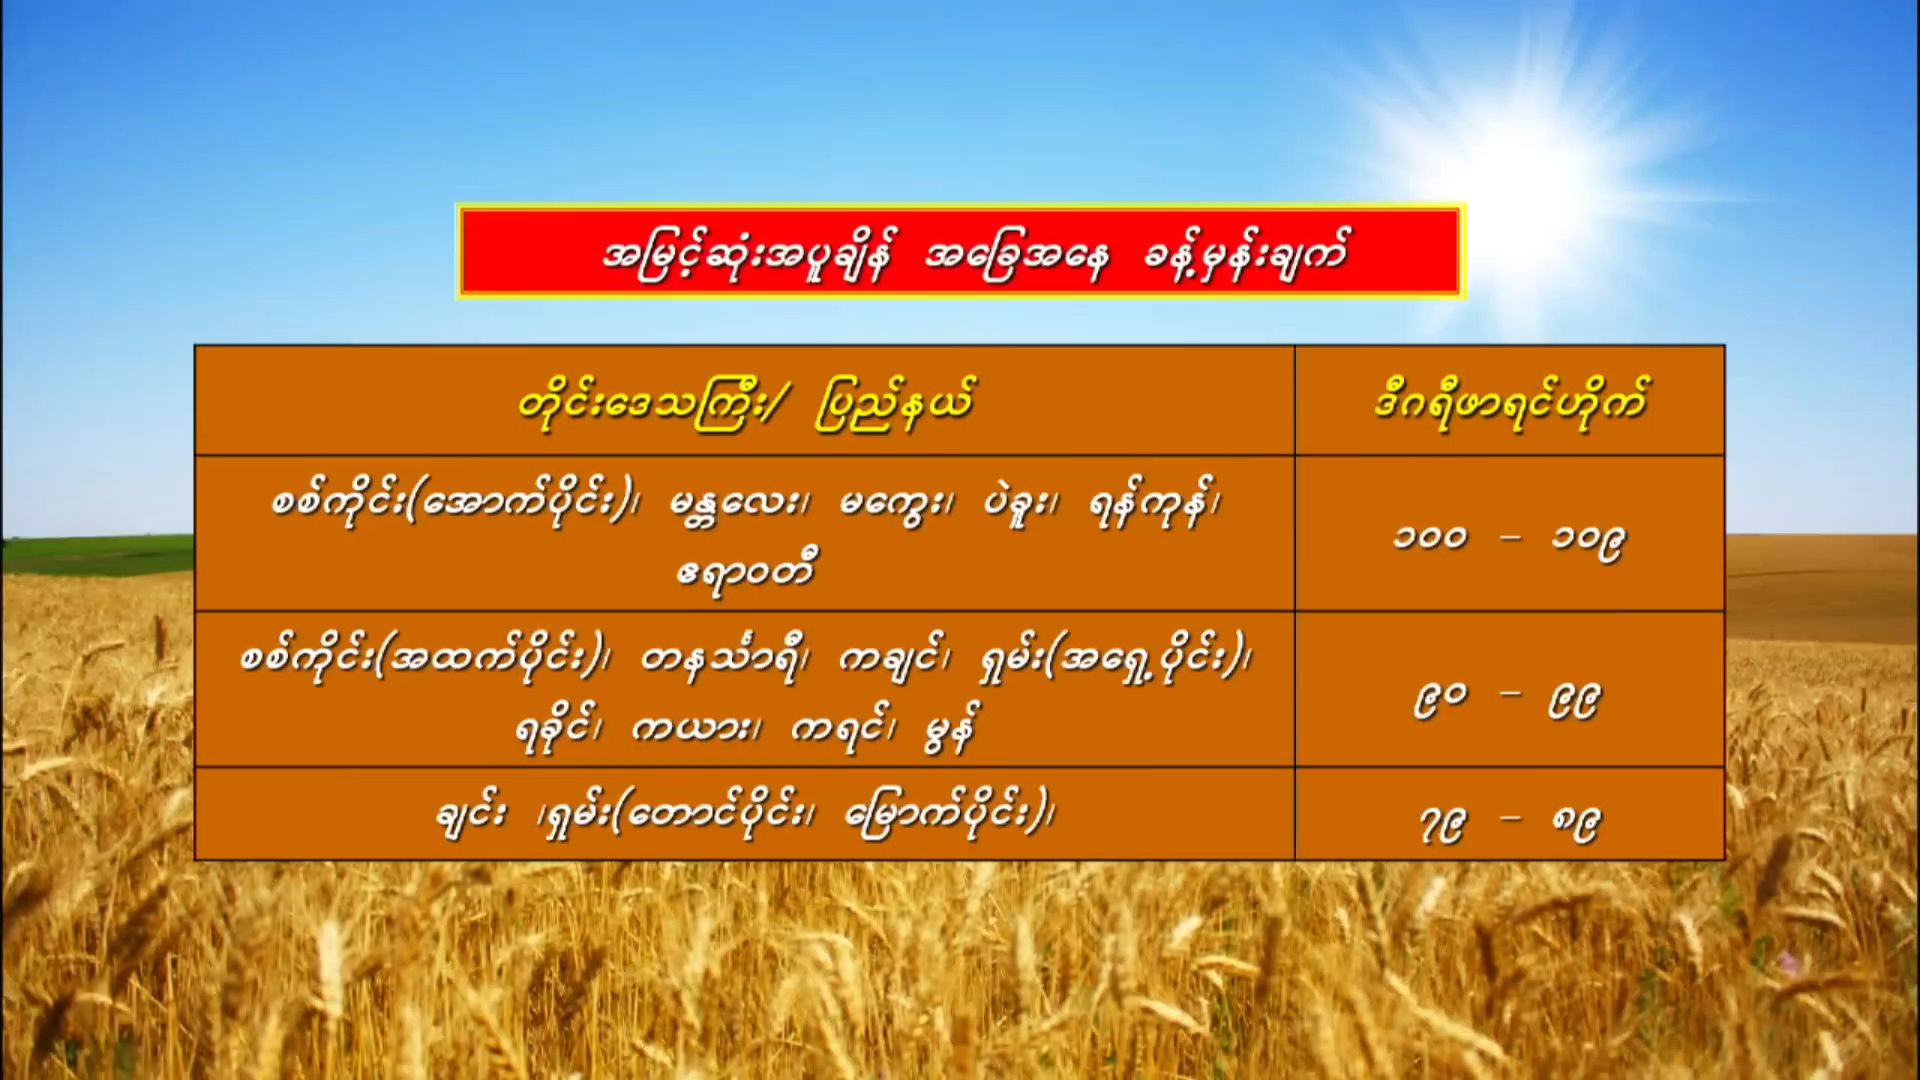 အမြင့်ဆုံးအပူချိန် အခြေအနေ ခန့်မှန်းချက်
တိုင်းဒေသကြီး/ ပြည်နယ်
ဒီဂရီဖာရင်ဟိုက်
စစ်ကိုင်း(အောက်ပိုင်း)၊ မန္တလေး၊ မကွေး၊ ပဲခူး၊ ရန်ကုန်၊
ဧရာဝတီ
၁၀၀ – ၁၀၉
စစ်ကိုင်း(အထက်ပိုင်း)၊ တနင်္သာရီ၊ ကချင်၊ ရှမ်း(အရှေ့ပိုင်း)၊
ရခိုင်၊ ကယား၊ ကရင်၊ မွန်
၉၀ – ၉၉
ချင်း ၊ရှမ်း(တောင်ပိုင်း၊ မြောက်ပိုင်း)၊
၇၉ – ၈၉